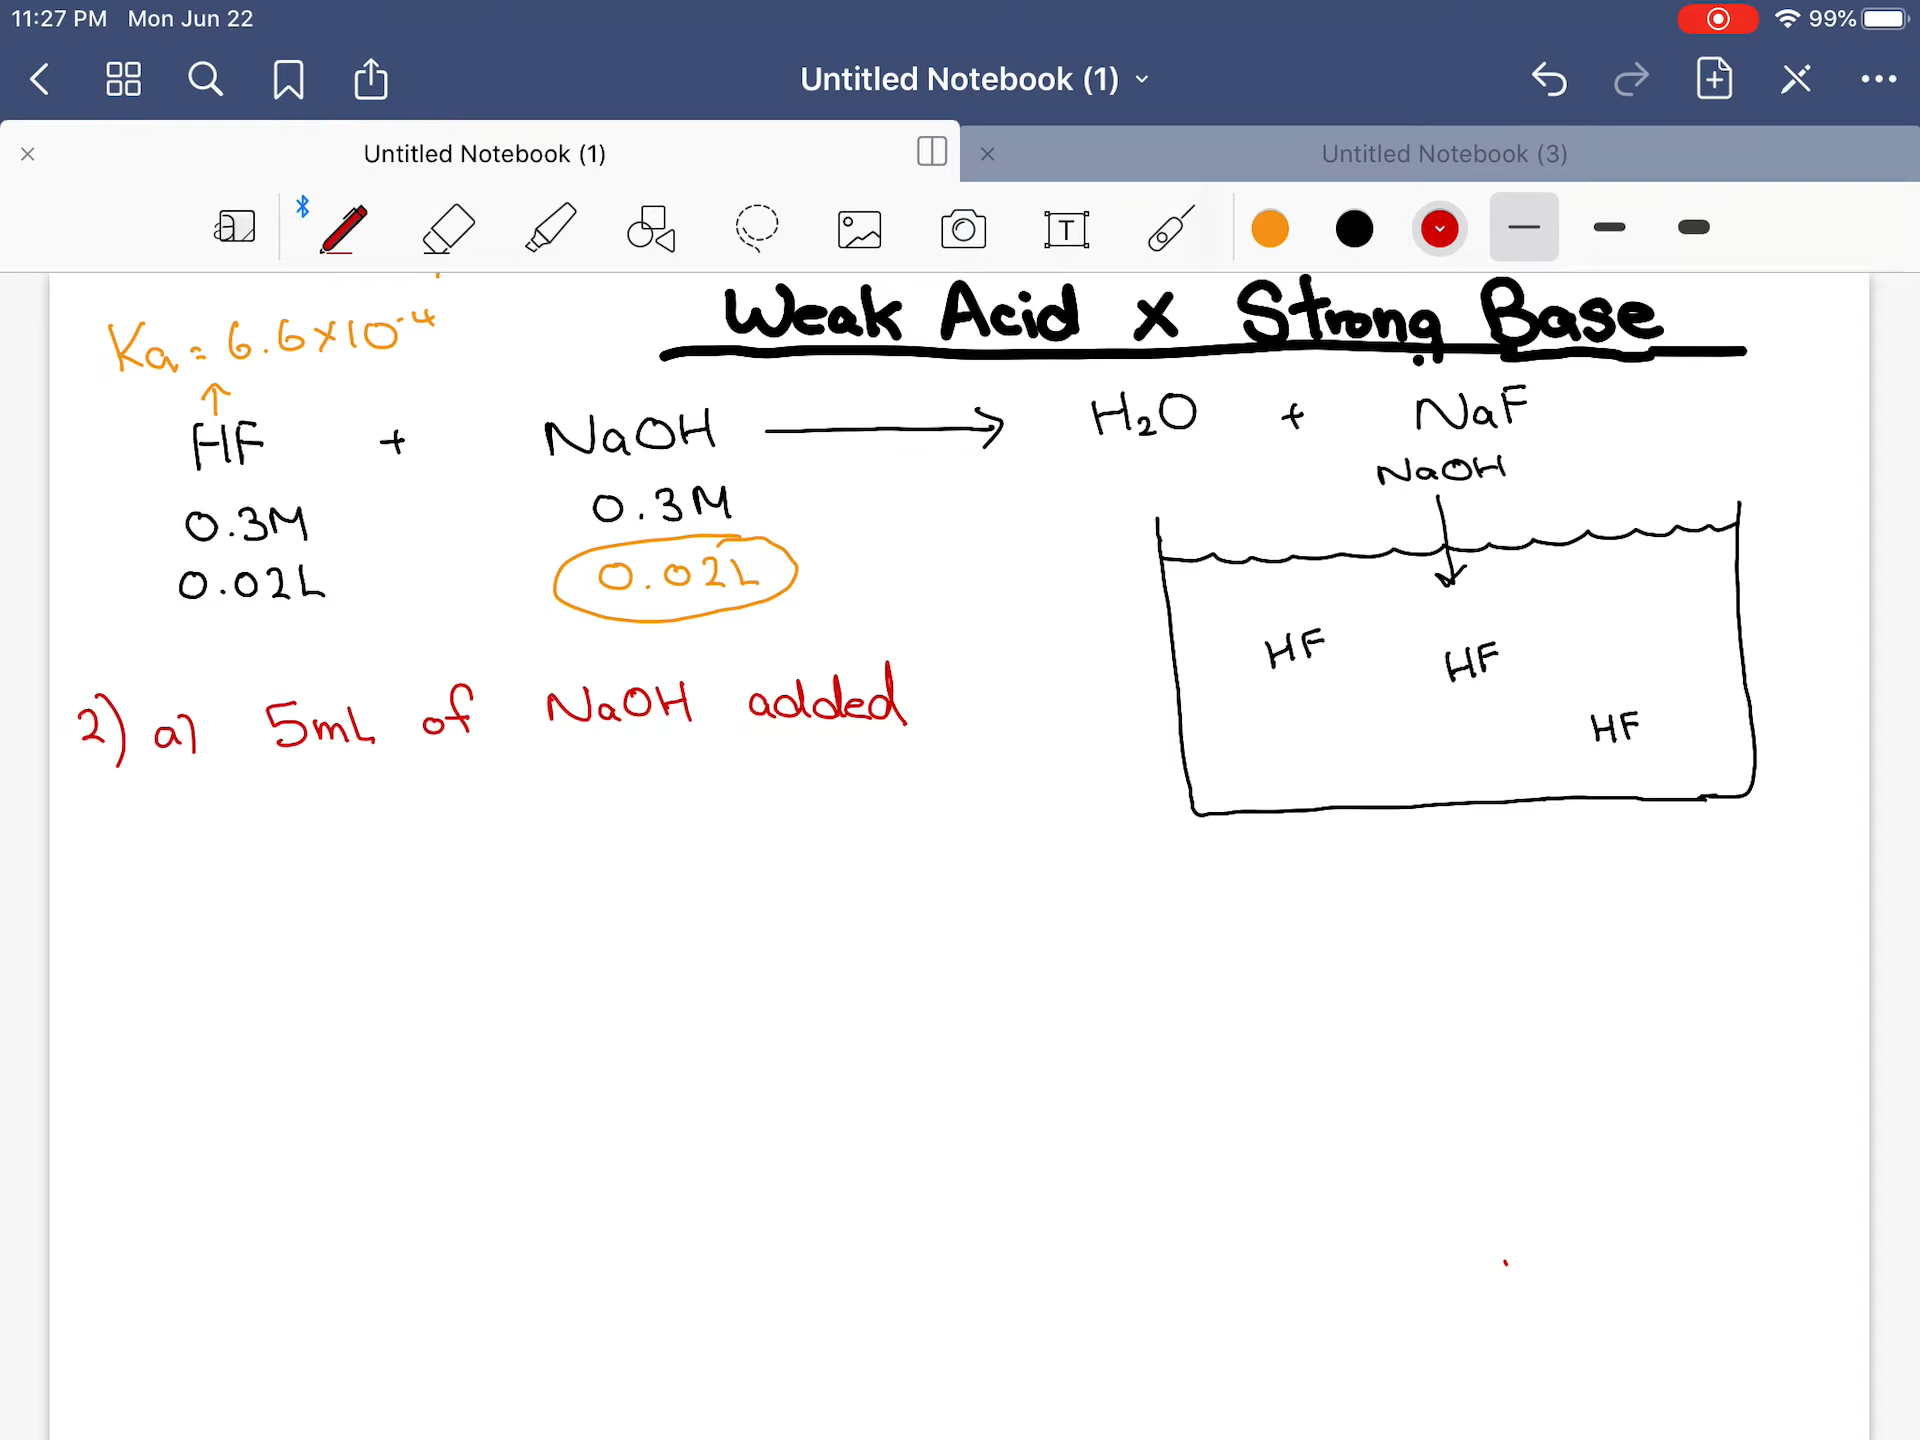 11:27 PM Mon Jun 22
99%
Untitled Notebook (1)
Untitled Notebook (1)
Untitled Notebook (3)
Weak Acid x Strong Base
Ka = 6.6x10⁻⁴
↑
HF + NaOH → H₂O + NaF
0.3M 0.3M
0.02L 0.02L
NaOH
HF
HF
HF
2) a) 5mL of NaOH added